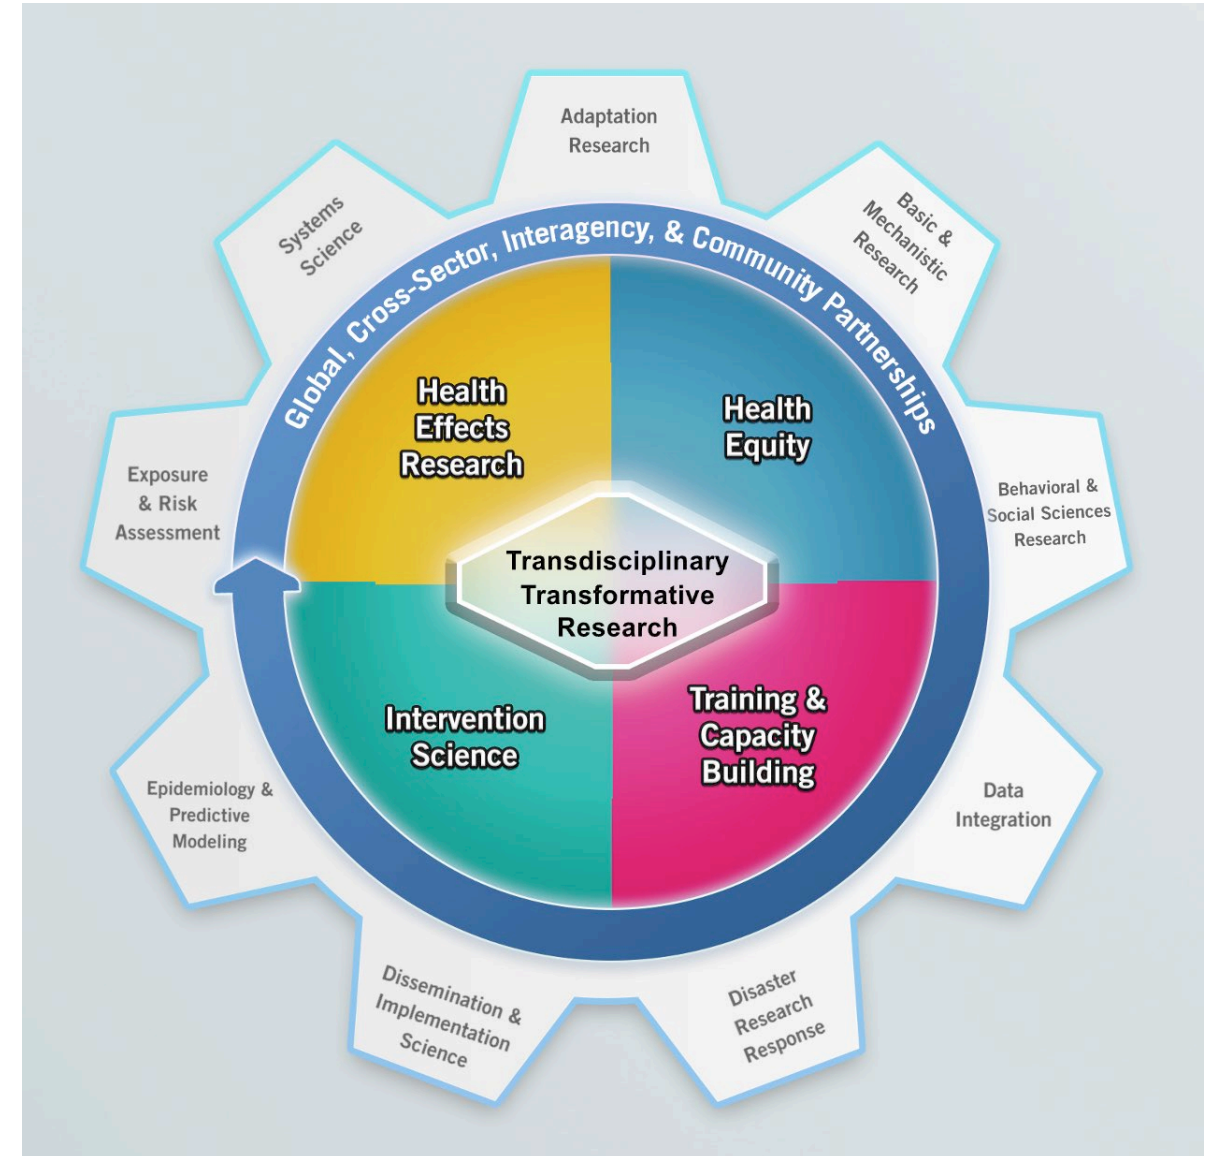 Adaptation
Research
Basic &
Mechanistic
Research
Behavioral &
Social Sciences
Research
Data
Integration
Disaster
Research
Response
Dissemination &
Implementation
Science
Epidemiology &
Predictive
Modeling
Exposure
& Risk
Assessment
Systems
Science
Global, Cross-Sector, Interagency, & Community Partnerships
Health
Effects
Research
Health
Equity
Transdisciplinary
Transformative
Research
Intervention
Science
Training &
Capacity
Building